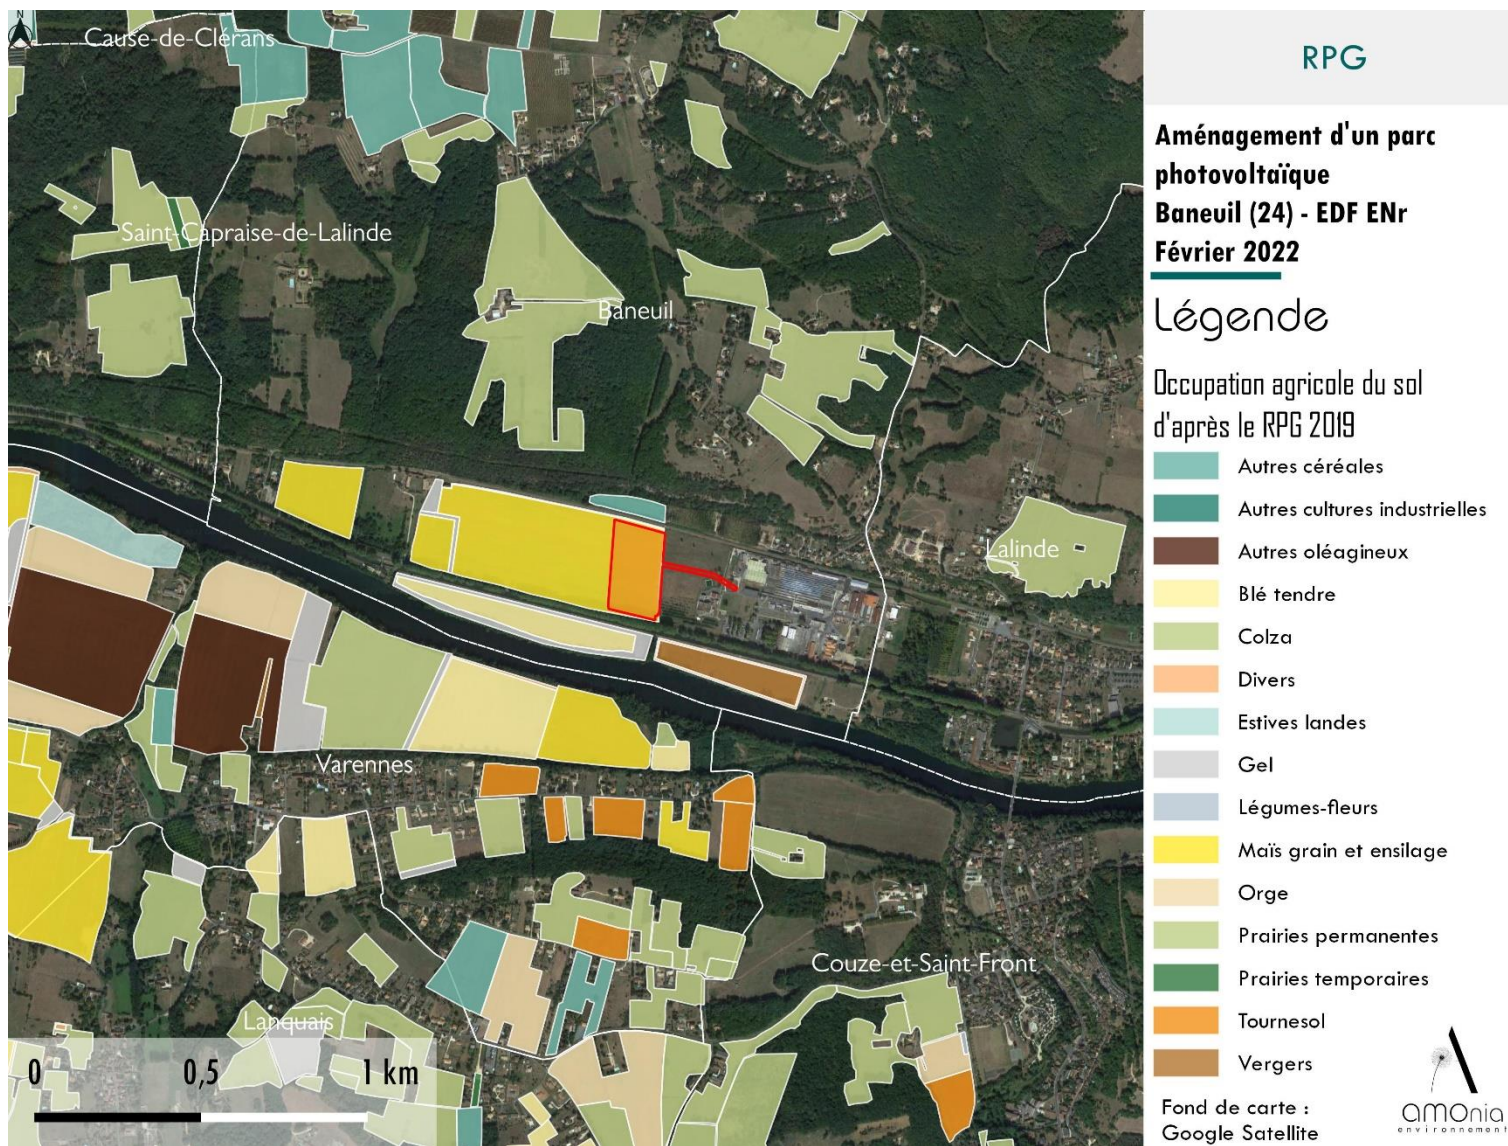 N
Cause-de-Clérans
Saint-Capraise-de-Lalinde
Baneuil
Lalinde
Varennes
Couze-et-Saint-Front
Lanquais
0 0,5 1 km
RPG
Aménagement d'un parc
photovoltaïque
Baneuil (24) - EDF ENr
Février 2022
Légende
Occupation agricole du sol
d'après le RPG 2019
Autres céréales
Autres cultures industrielles
Autres oléagineux
Blé tendre
Colza
Divers
Estives landes
Gel
Légumes-fleurs
Maïs grain et ensilage
Orge
Prairies permanentes
Prairies temporaires
Tournesol
Vergers
Fond de carte :
Google Satellite
amOnia
environnement